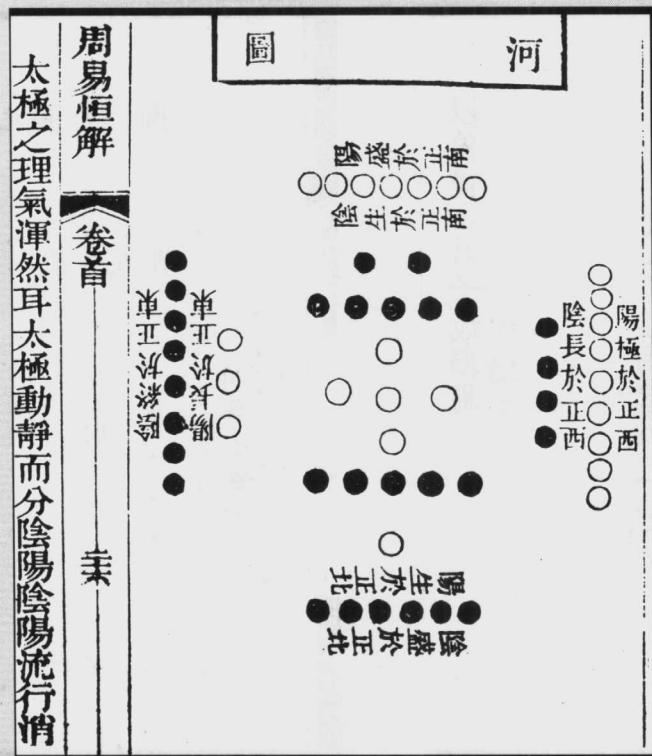 河圖
陽盛於正南
陰生於正南
陽極於正西
陰長於正西
陽長於正東
陰終於正東
陽生於正北
陰盛於正北
周易恒解
卷首
太極之理氣渾然耳太極動靜而分陰陽陰陽流行消